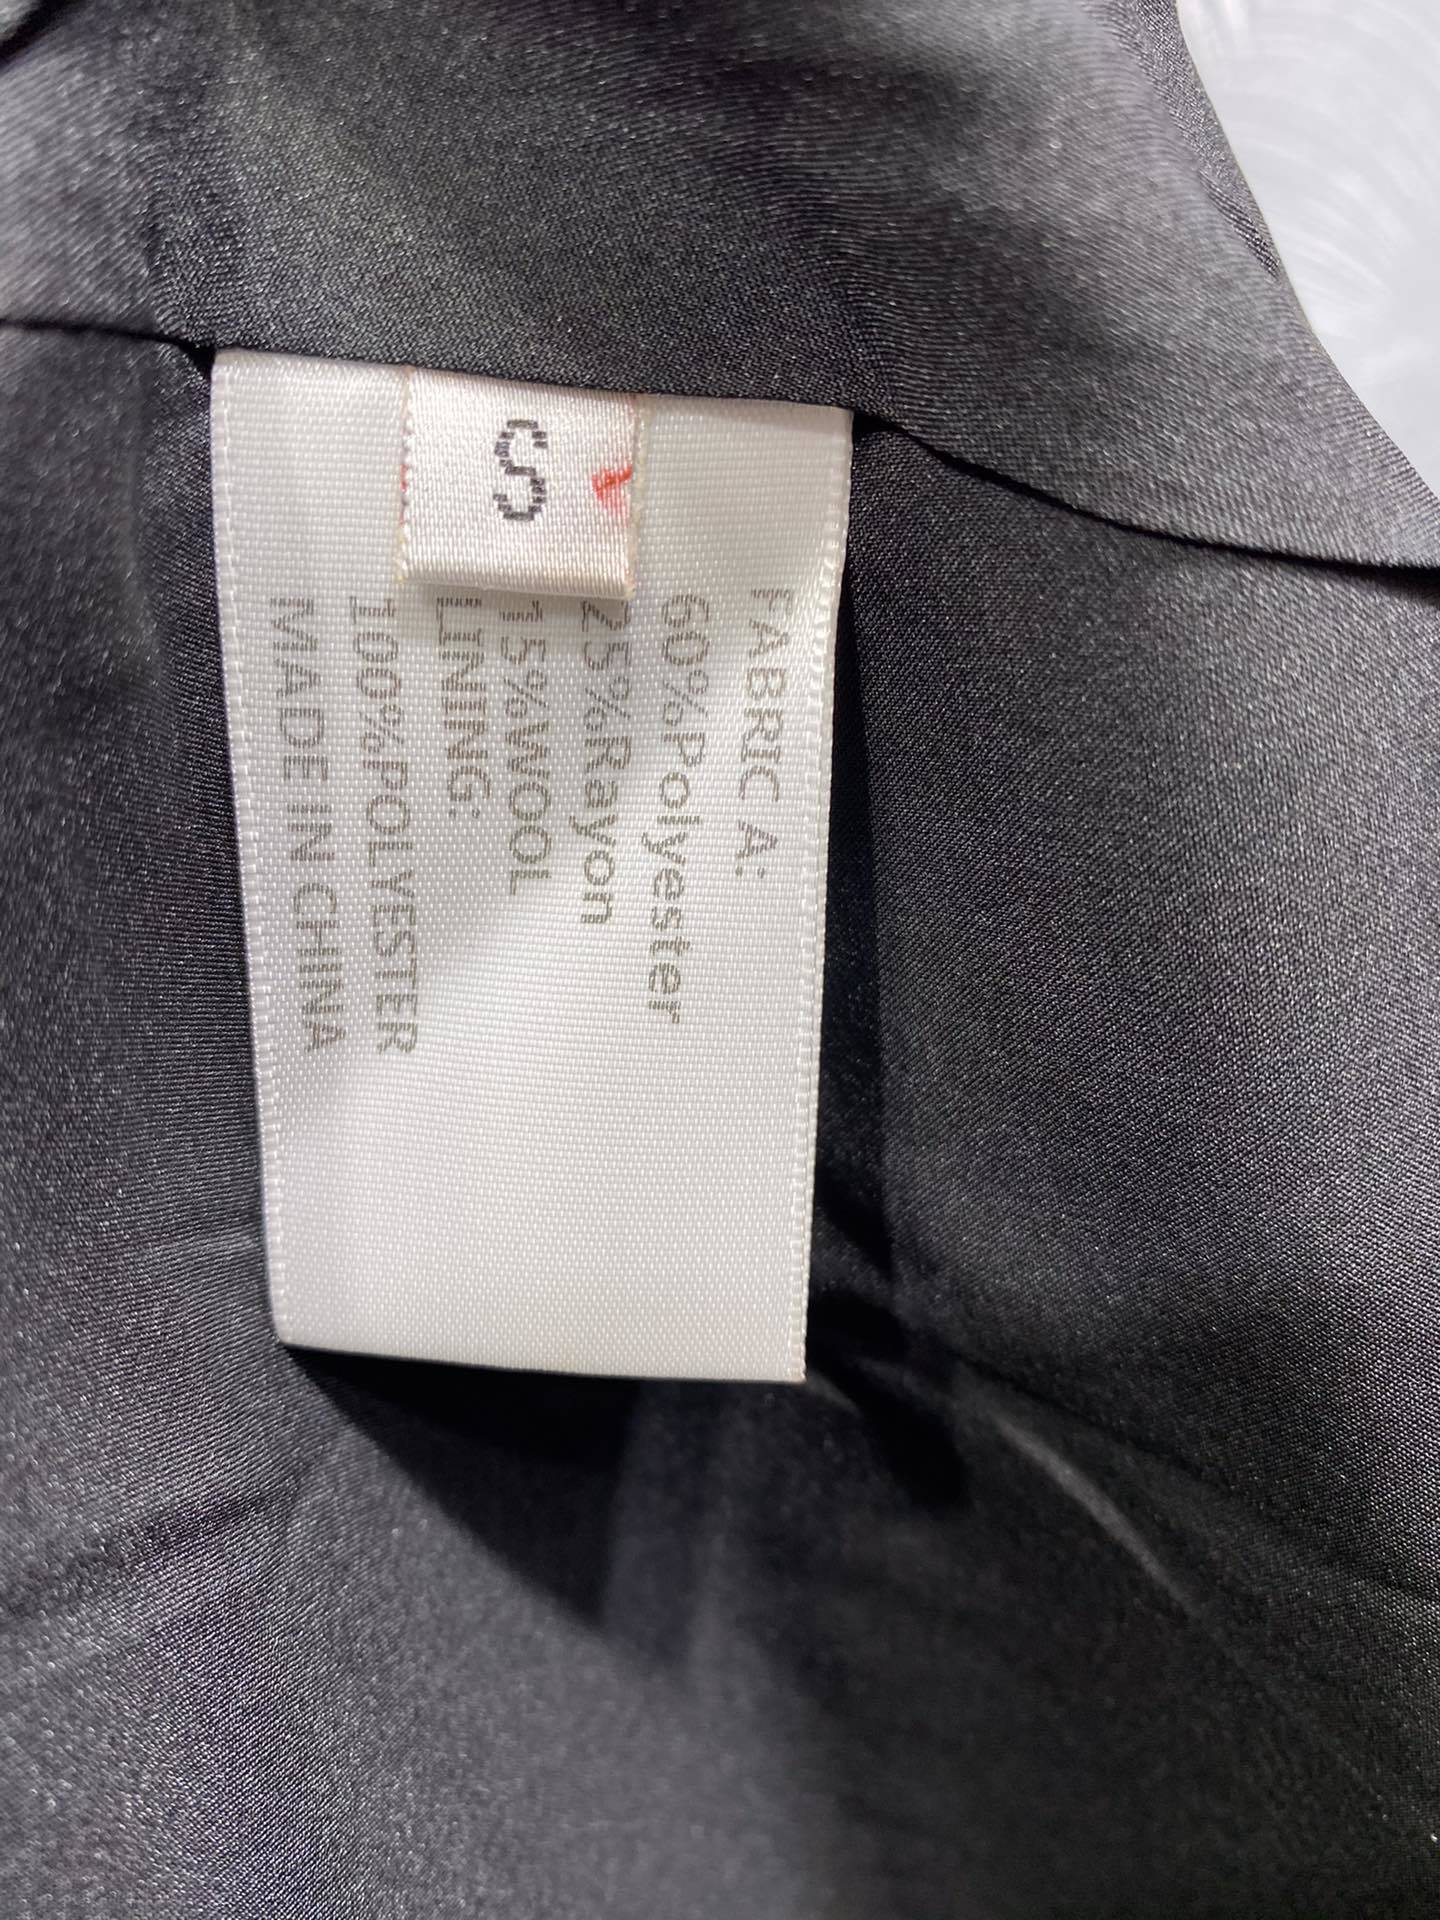 S
FABRIC A:
60%Polyester
25%Rayon
15%WOOL
LINING:
100%POLYESTER
MADE IN CHINA